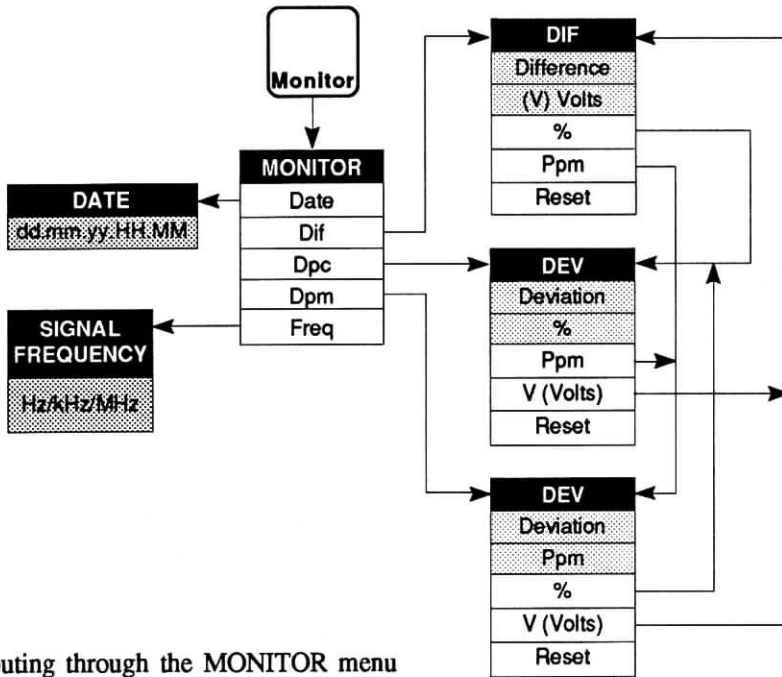 Monitor
MONITOR
Date
Dif
Dpc
Dpm
Freq
DATE
dd.mm.yy.HH.MM
SIGNAL
FREQUENCY
Hz/kHz/MHz
DIF
Difference
(V) Volts
%
Ppm
Reset
DEV
Deviation
%
Ppm
V (Volts)
Reset
DEV
Deviation
Ppm
%
V (Volts)
Reset
outing through the MONITOR menu